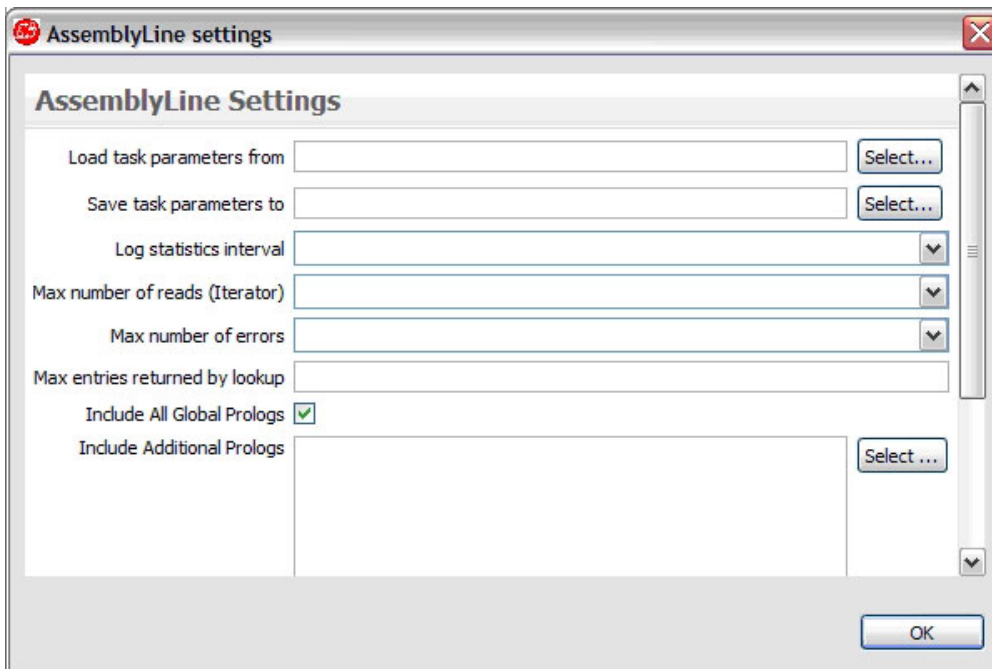 AssemblyLine settings
AssemblyLine Settings
Load task parameters from Select...
Save task parameters to Select...
Log statistics interval
Max number of reads (Iterator)
Max number of errors
Max entries returned by lookup
Include All Global Prologs
Include Additional Prologs Select ...
OK